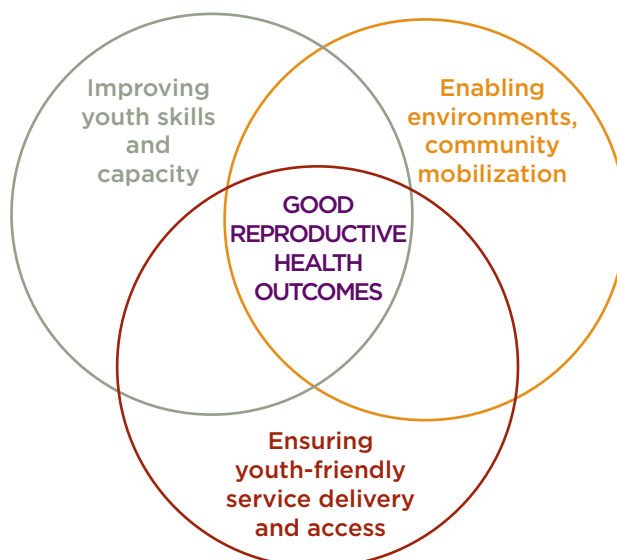 Improving
youth skills
and
capacity
Enabling
environments,
community
mobilization
GOOD
REPRODUCTIVE
HEALTH
OUTCOMES
Ensuring
youth-friendly
service delivery
and access